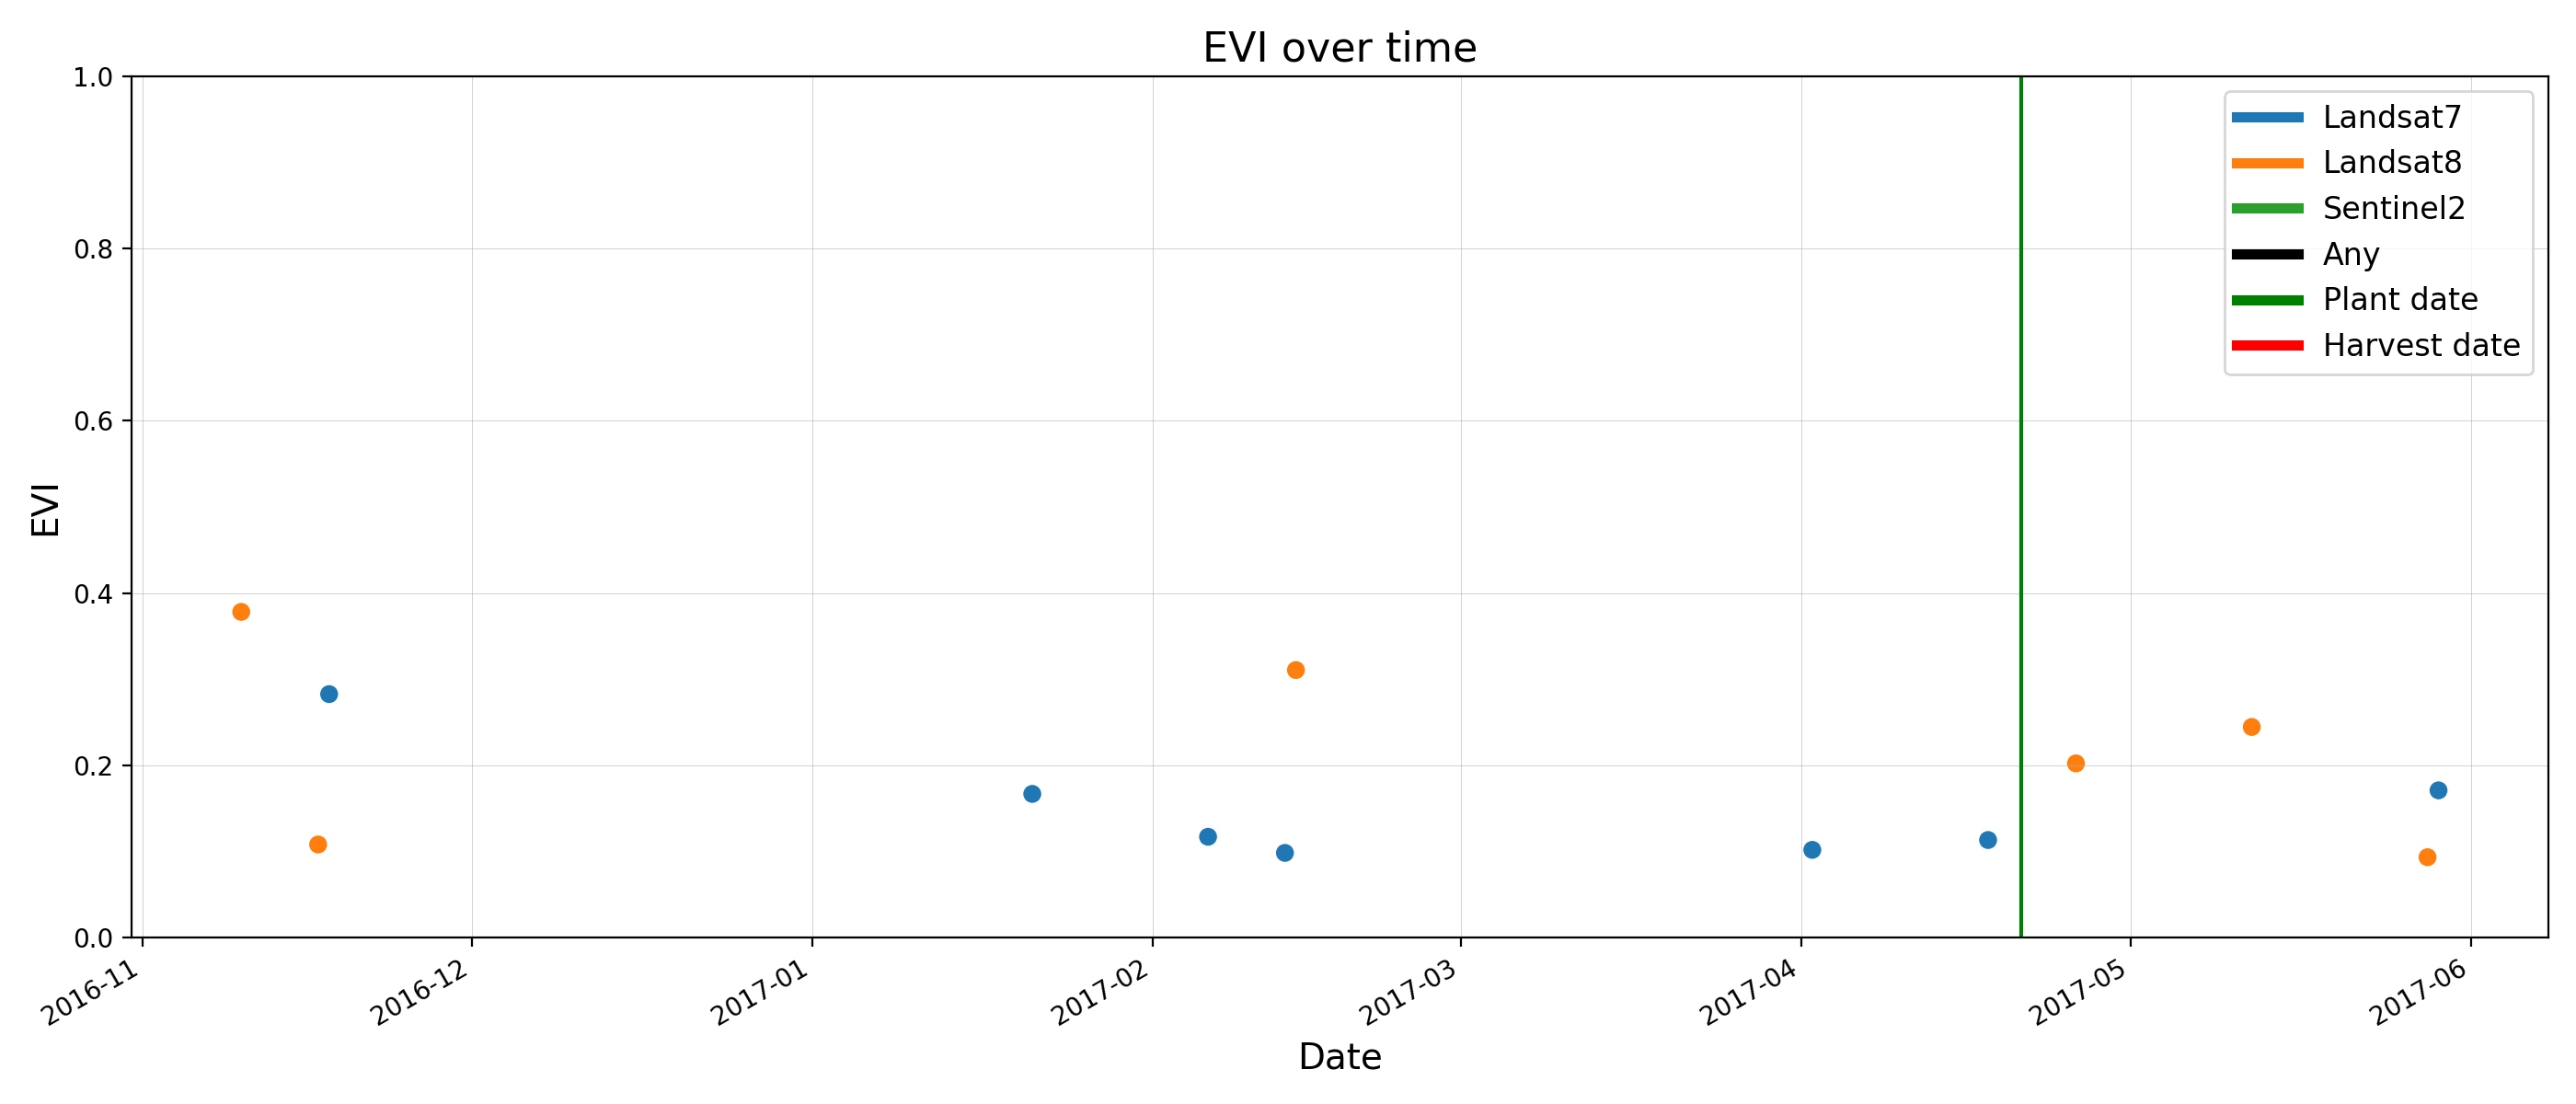 EVI over time
1.0
0.8
0.6
0.4
0.2
0.0
EVI
Landsat7
Landsat8
Sentinel2
Any
Plant date
Harvest date
2016-11
2016-12
2017-01
2017-02
2017-03
2017-04
2017-05
2017-06
Date